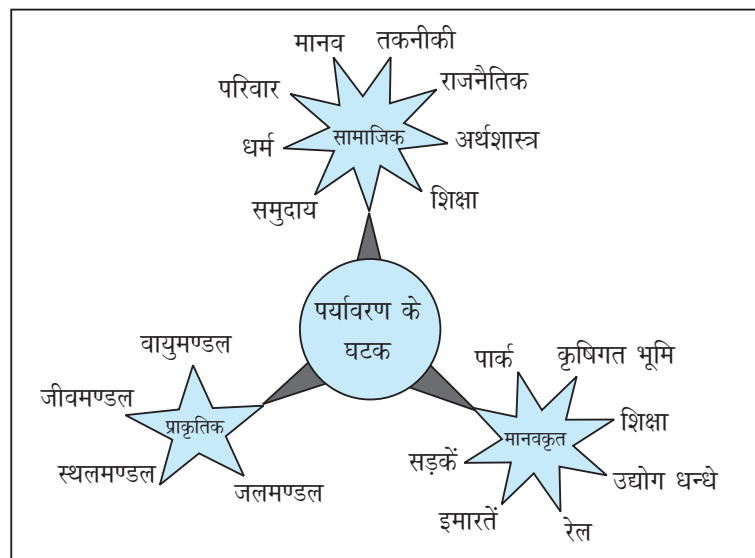 मानव
तकनीकी
परिवार
राजनैतिक
धर्म
सामाजिक
अर्थशास्त्र
समुदाय
शिक्षा
पर्यावरण के
घटक
वायुमण्डल
जीवमण्डल
प्राकृतिक
स्थलमण्डल
जलमण्डल
पार्क
कृषिगत भूमि
शिक्षा
मानवकृत
सड़कें
उद्योग धन्धे
इमारतें
रेल